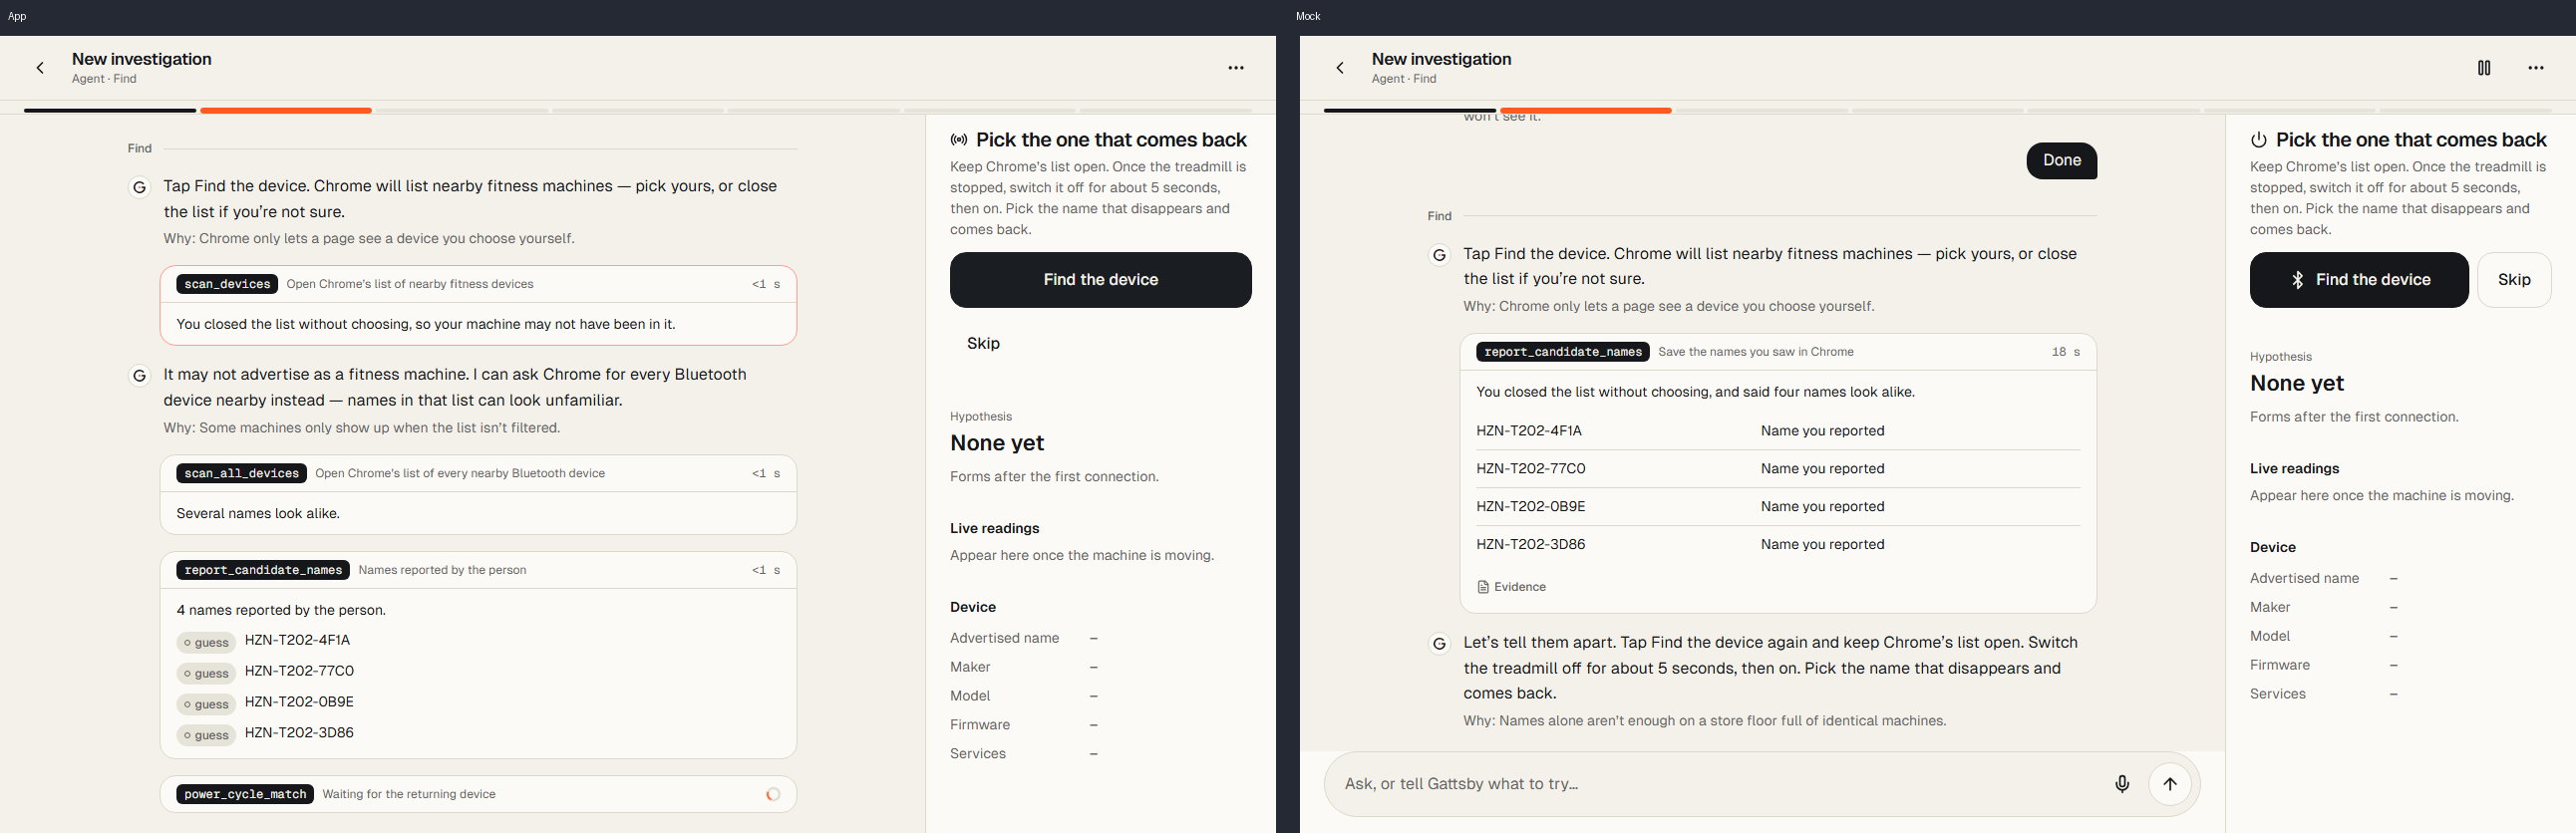 App
New investigation
Agent · Find
Find
G
Tap Find the device. Chrome will list nearby fitness machines — pick yours, or close
the list if you're not sure.
Why: Chrome only lets a page see a device you choose yourself.
scan_devices Open Chrome's list of nearby fitness devices <1 s
You closed the list without choosing, so your machine may not have been in it.
G
It may not advertise as a fitness machine. I can ask Chrome for every Bluetooth
device nearby instead — names in that list can look unfamiliar.
Why: Some machines only show up when the list isn't filtered.
scan_all_devices Open Chrome's list of every nearby Bluetooth device <1 s
Several names look alike.
report_candidate_names Names reported by the person <1 s
4 names reported by the person.
guess HZN-T202-4F1A
guess HZN-T202-77C0
guess HZN-T202-0B9E
guess HZN-T202-3D86
power_cycle_match Waiting for the returning device
Pick the one that comes back
Keep Chrome's list open. Once the treadmill is
stopped, switch it off for about 5 seconds,
then on. Pick the name that disappears and
comes back.
Find the device
Skip
Hypothesis
None yet
Forms after the first connection.
Live readings
Appear here once the machine is moving.
Device
Advertised name –
Maker –
Model –
Firmware –
Services –
Mock
New investigation
Agent · Find
won't see it.
Done
Find
G
Tap Find the device. Chrome will list nearby fitness machines — pick yours, or close
the list if you're not sure.
Why: Chrome only lets a page see a device you choose yourself.
report_candidate_names Save the names you saw in Chrome 18 s
You closed the list without choosing, and said four names look alike.
HZN-T202-4F1A Name you reported
HZN-T202-77C0 Name you reported
HZN-T202-0B9E Name you reported
HZN-T202-3D86 Name you reported
Evidence
G
Let's tell them apart. Tap Find the device again and keep Chrome's list open. Switch
the treadmill off for about 5 seconds, then on. Pick the name that disappears and
comes back.
Why: Names alone aren't enough on a store floor full of identical machines.
Ask, or tell Gattsby what to try…
Pick the one that comes back
Keep Chrome's list open. Once the treadmill is
stopped, switch it off for about 5 seconds,
then on. Pick the name that disappears and
comes back.
Find the device
Skip
Hypothesis
None yet
Forms after the first connection.
Live readings
Appear here once the machine is moving.
Device
Advertised name –
Maker –
Model –
Firmware –
Services –